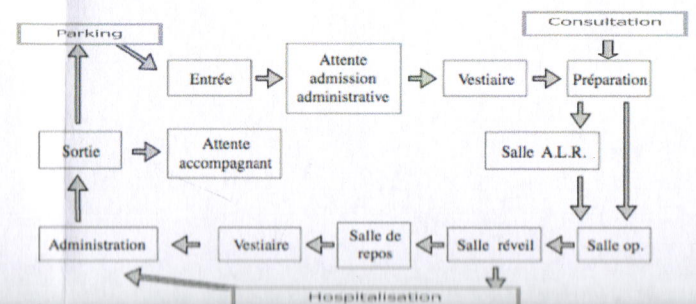 Consultation
Parking
Entrée
Attente
admission
administrative
Vestiaire
Préparation
Sortie
Attente
accompagnant
Salle A.L.R.
Administration
Vestiaire
Salle de
repos
Salle réveil
Salle op.
Hospitalisation